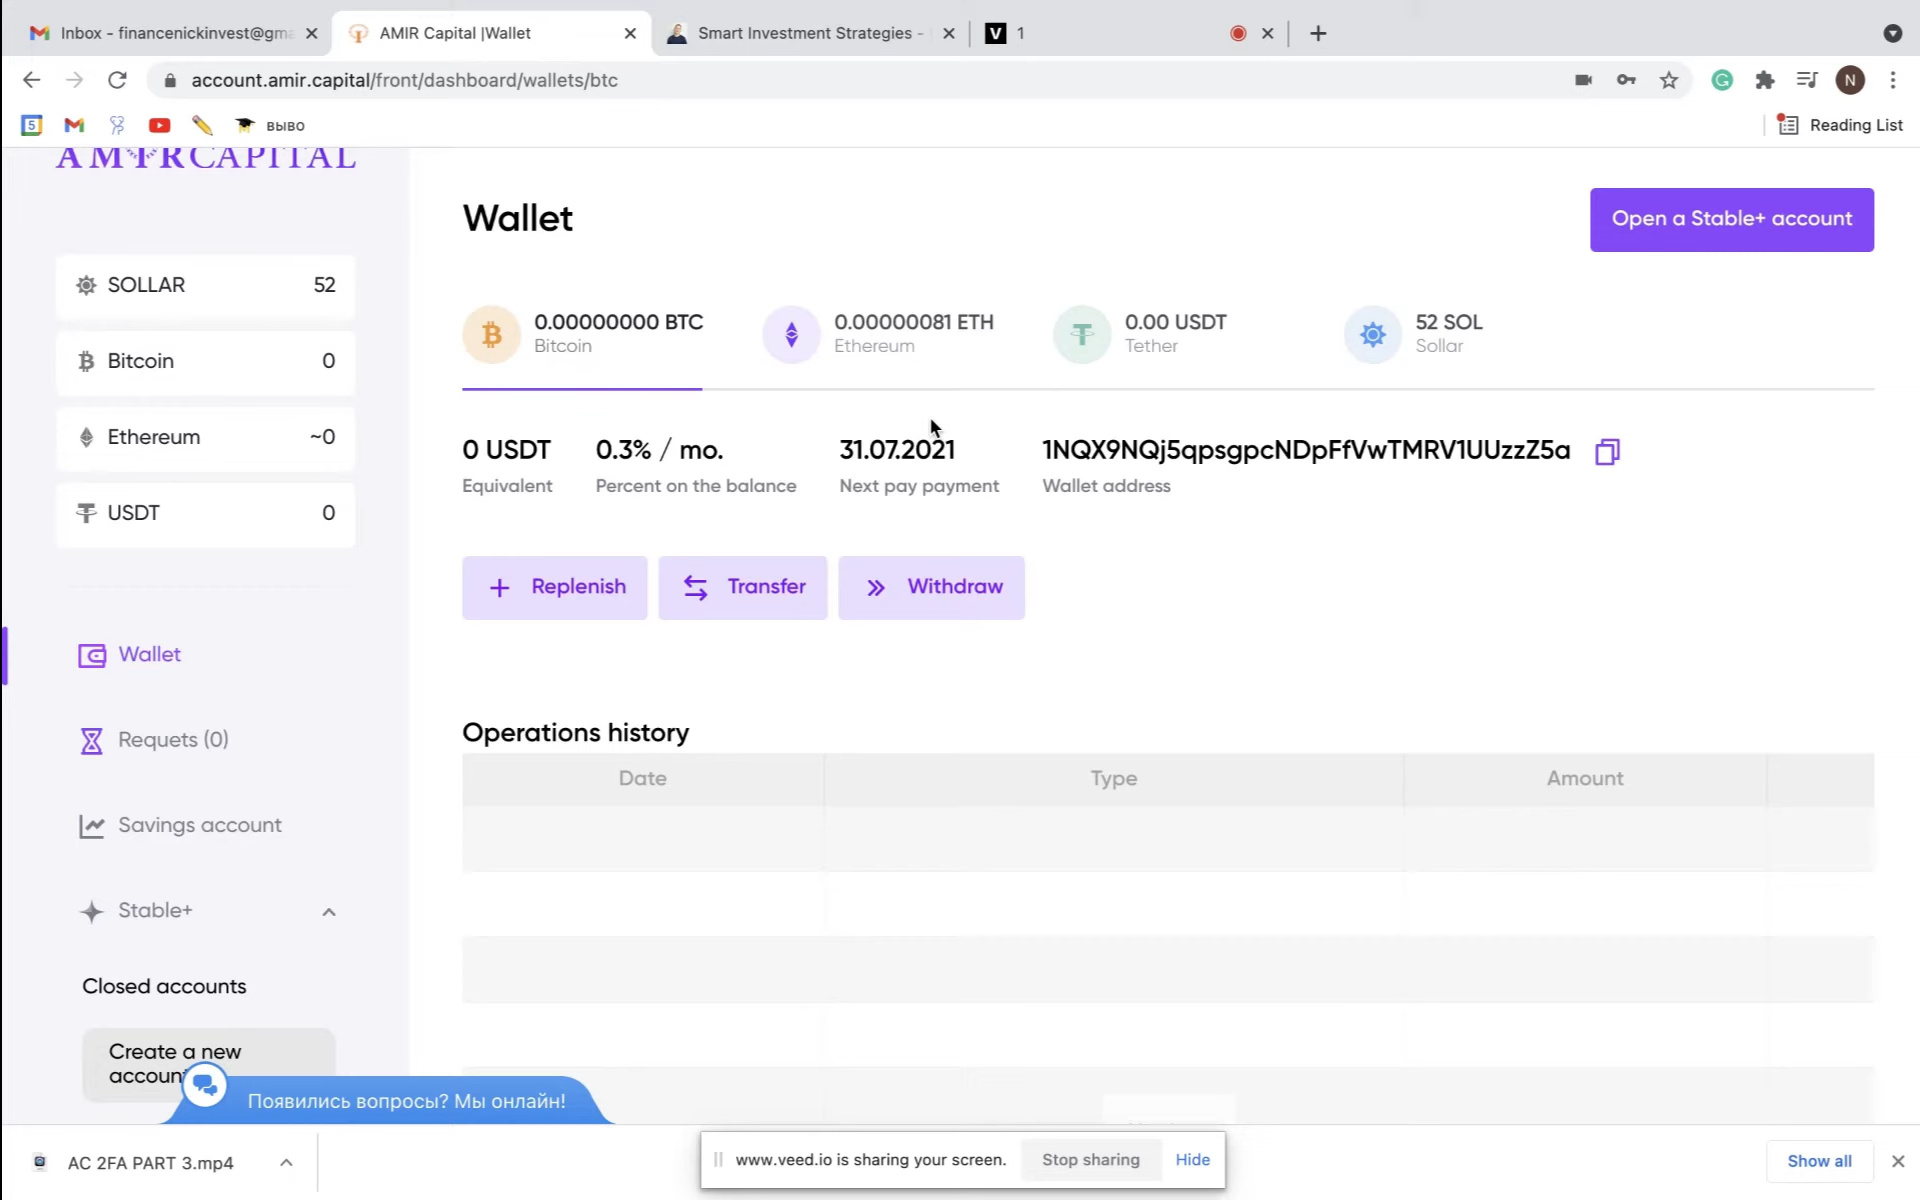 Inbox - financenickinvest@gma
AMIR Capital |Wallet
Smart Investment Strategies -
V 1
account.amir.capital/front/dashboard/wallets/btc
N
5
выво
Reading List
AMIRCAPITAL
SOLLAR 52
Bitcoin 0
Ethereum ~0
USDT 0
Wallet
Requets (0)
Savings account
Stable+
Closed accounts
Create a new
account
Появились вопросы? Мы онлайн!
Wallet
Open a Stable+ account
0.00000000 BTC
Bitcoin
0.00000081 ETH
Ethereum
0.00 USDT
Tether
52 SOL
Sollar
0 USDT
Equivalent
0.3% / mo.
Percent on the balance
31.07.2021
Next pay payment
1NQX9NQj5qpsgpcNDpFfVwTMRV1UUzzZ5a
Wallet address
Replenish
Transfer
Withdraw
Operations history
Date Type Amount
AC 2FA PART 3.mp4
www.veed.io is sharing your screen.
Stop sharing
Hide
Show all